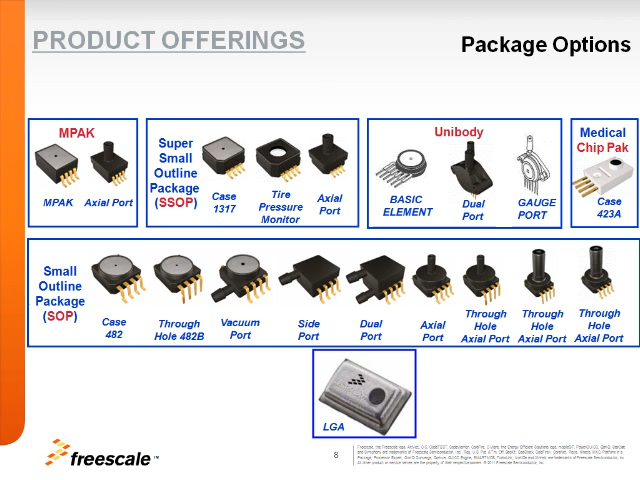 PRODUCT OFFERINGS
Package Options
MPAK
MPAK
Axial Port
Super
Small
Outline
Package
(SSOP)
Case
1317
Tire
Pressure
Monitor
Axial
Port
Unibody
BASIC
ELEMENT
Dual
Port
GAUGE
PORT
Medical
Chip Pak
Case
423A
Small
Outline
Package
(SOP)
Case
482
Through
Hole 482B
Vacuum
Port
Side
Port
Dual
Port
Axial
Port
Through
Hole
Axial Port
Through
Hole
Axial Port
Through
Hole
Axial Port
LGA
freescale ™
8